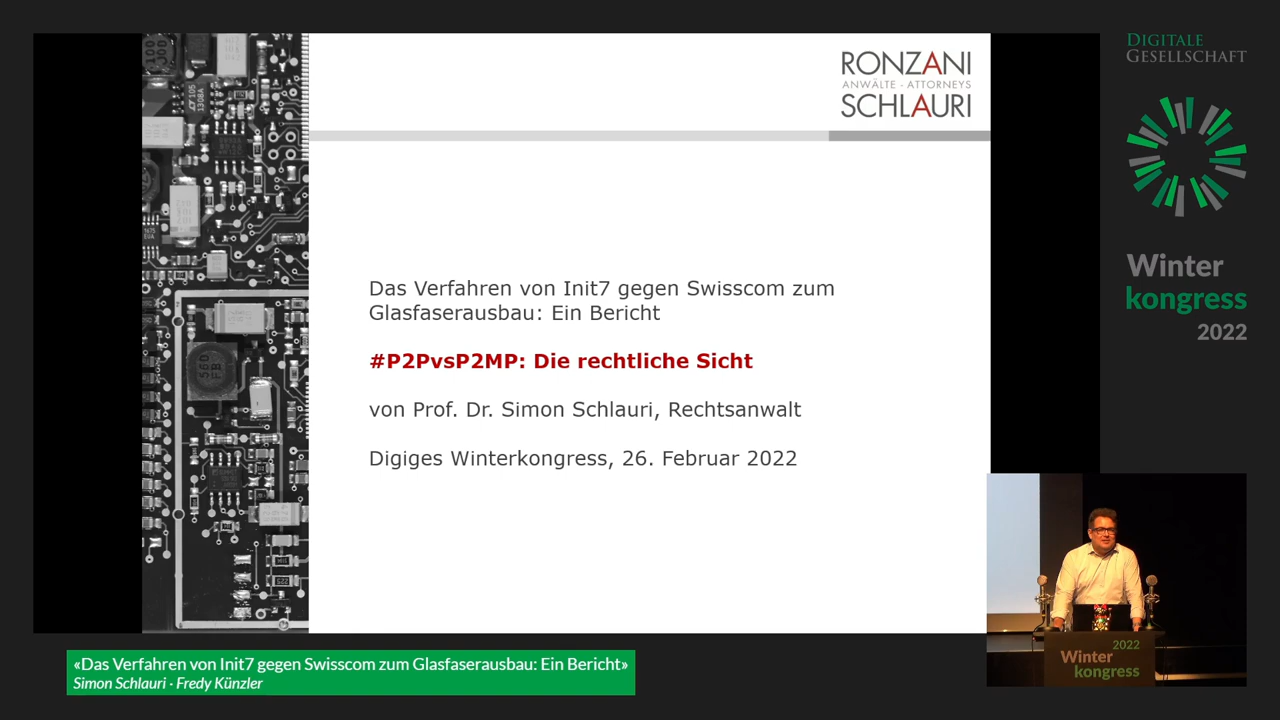 RONZANI
ANWÄLTE · ATTORNEYS
SCHLAURI
DIGITALE
GESELLSCHAFT
Winter
kongress
2022
Das Verfahren von Init7 gegen Swisscom zum
Glasfaserausbau: Ein Bericht
#P2PvsP2MP: Die rechtliche Sicht
von Prof. Dr. Simon Schlauri, Rechtsanwalt
Digiges Winterkongress, 26. Februar 2022
2022
Winter
kongress
«Das Verfahren von Init7 gegen Swisscom zum Glasfaserausbau: Ein Bericht»
Simon Schlauri · Fredy Künzler